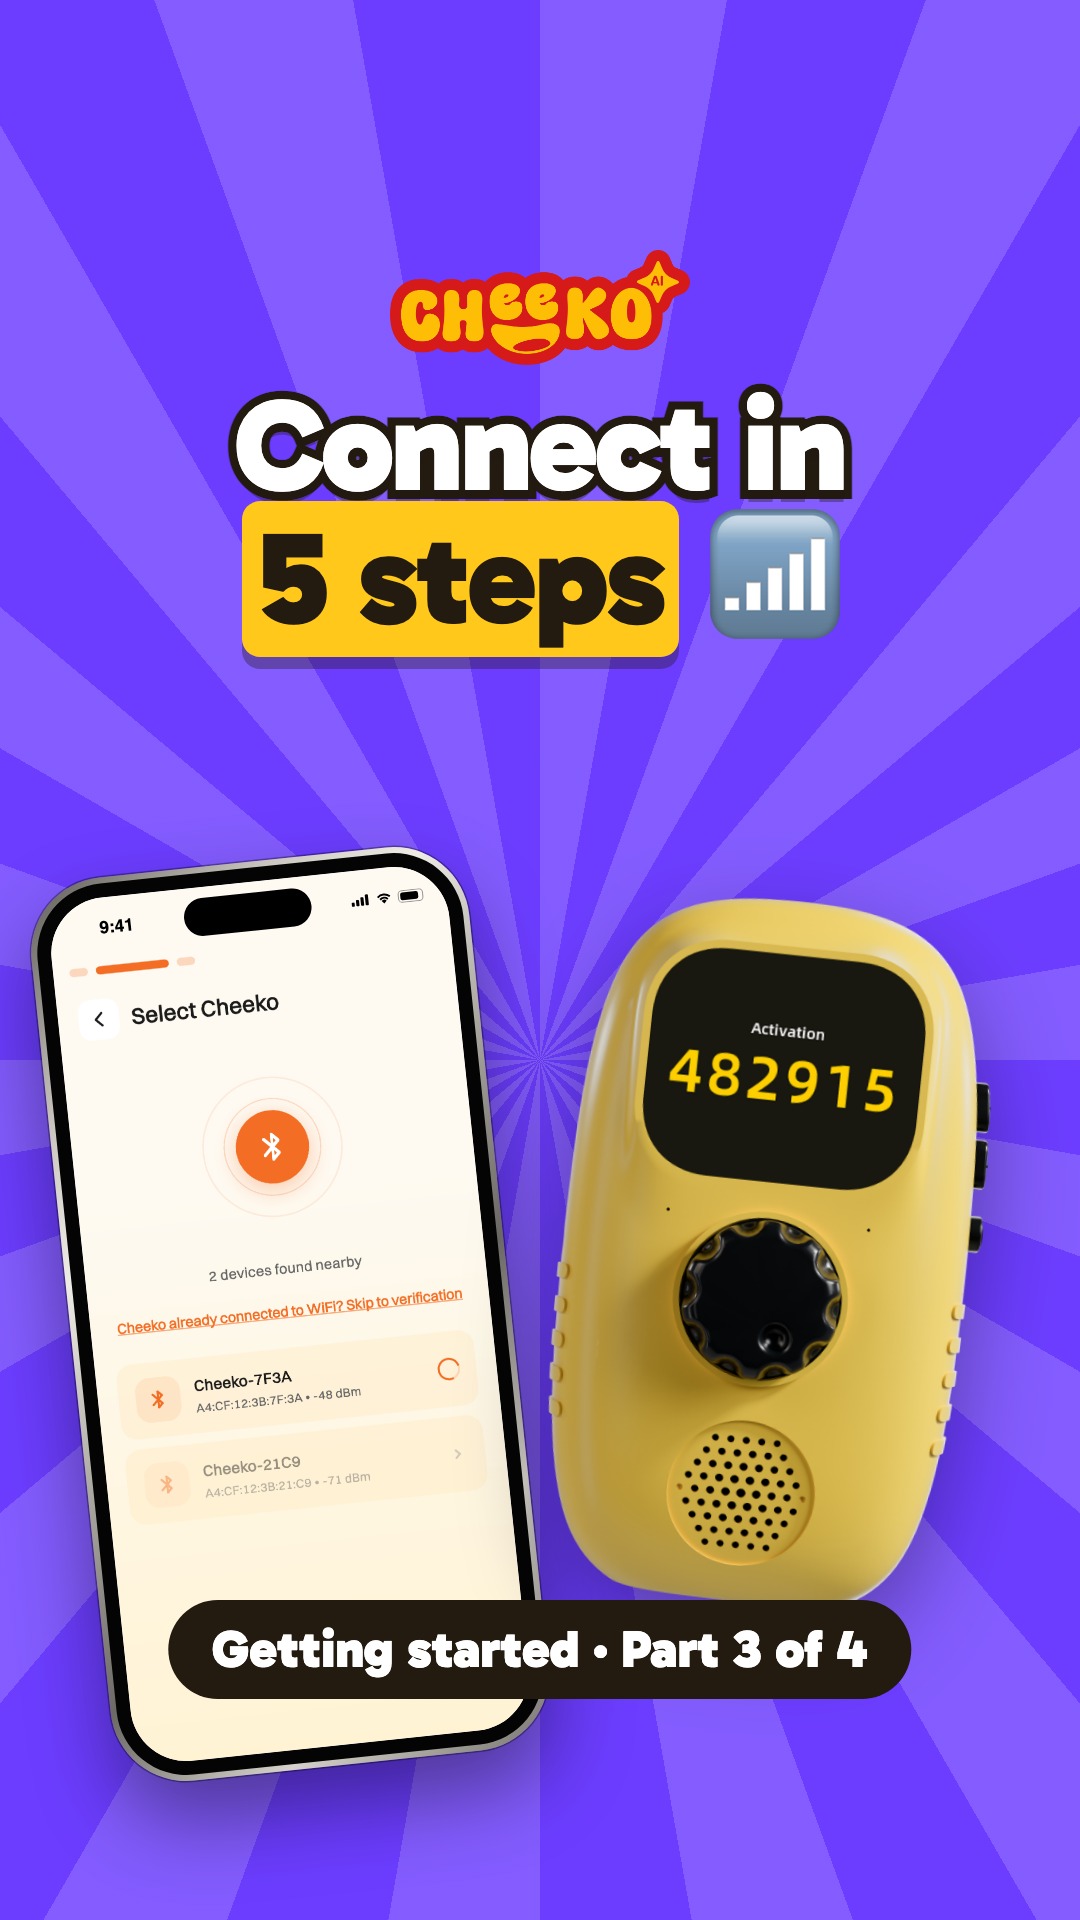 CHEEKO AI
Connect in
5 steps
9:41
Select Cheeko
2 devices found nearby
Cheeko already connected to WiFi? Skip to verification
Cheeko-7F3A
A4:CF:12:3B:7F:3A • -48 dBm
Cheeko-21C9
A4:CF:12:3B:21:C9 • -71 dBm
Activation
482915
Getting started • Part 3 of 4